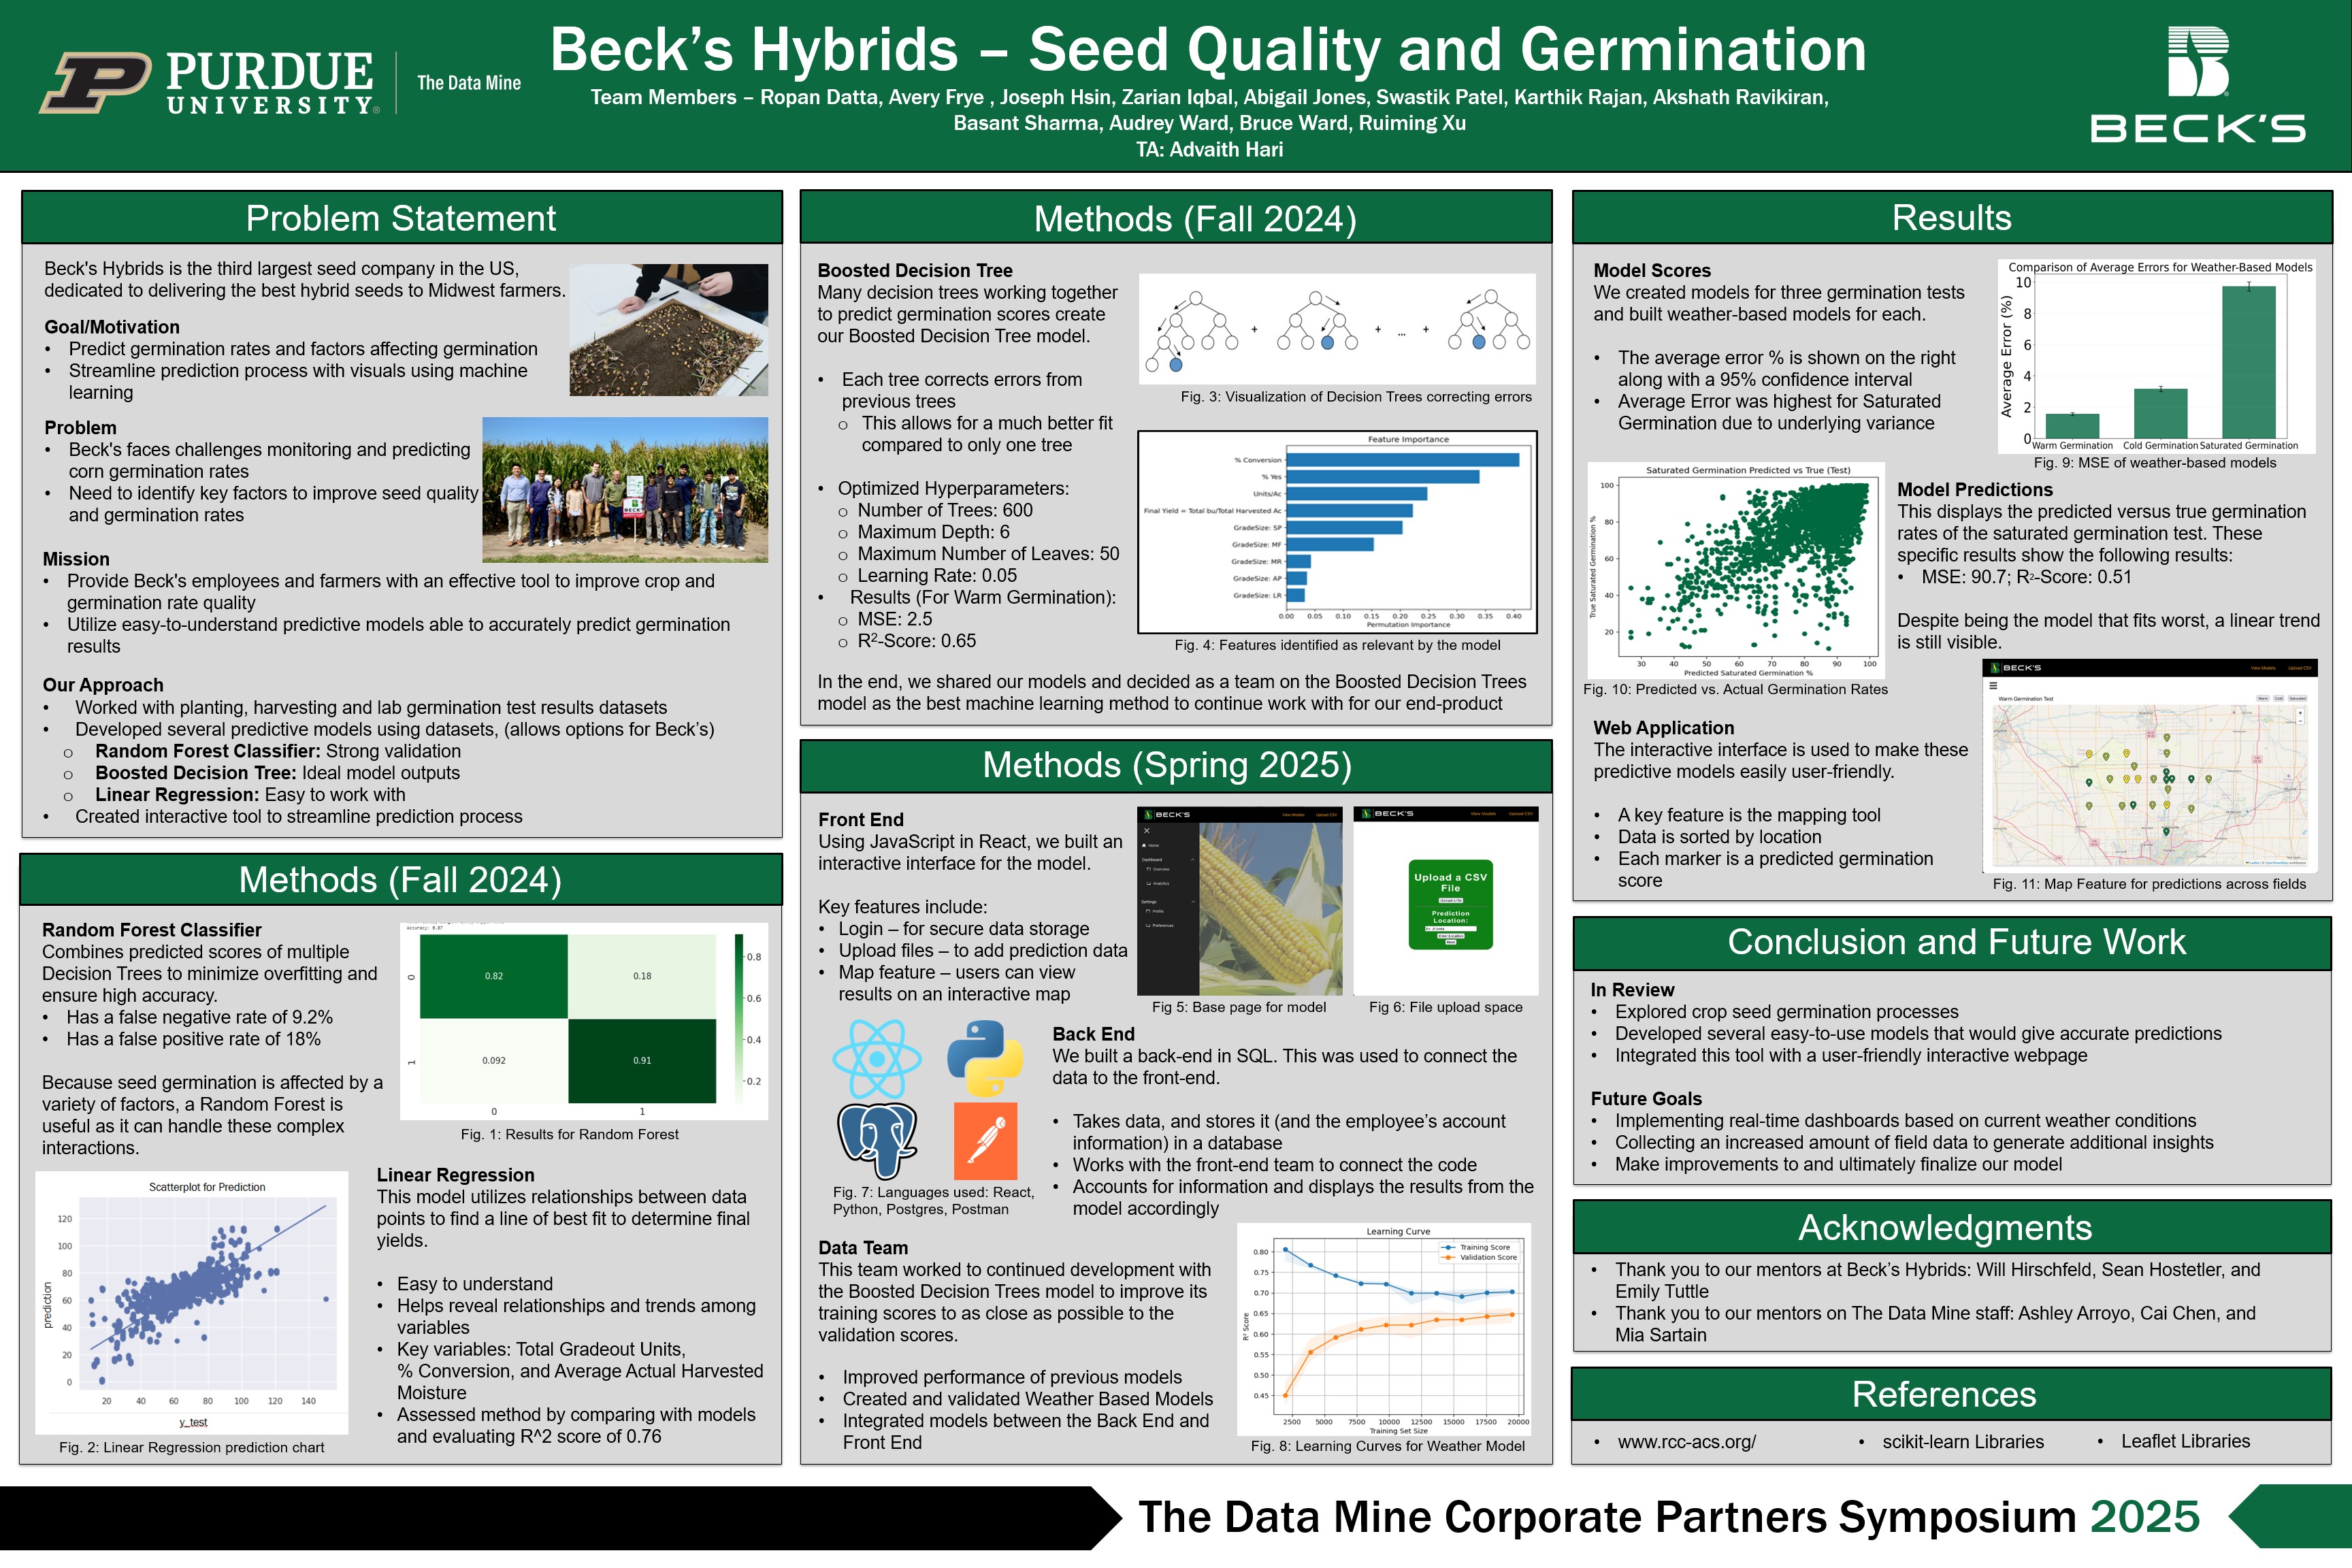 PURDUE
UNIVERSITY®
The Data Mine
Beck's Hybrids – Seed Quality and Germination
Team Members – Ropan Datta, Avery Frye , Joseph Hsin, Zarian Iqbal, Abigail Jones, Swastik Patel, Karthik Rajan, Akshath Ravikiran,
Basant Sharma, Audrey Ward, Bruce Ward, Ruiming Xu
TA: Advaith Hari
BECK'S
Problem Statement
Beck's Hybrids is the third largest seed company in the US,
dedicated to delivering the best hybrid seeds to Midwest farmers.
Goal/Motivation
• Predict germination rates and factors affecting germination
• Streamline prediction process with visuals using machine
learning
Problem
• Beck's faces challenges monitoring and predicting
corn germination rates
• Need to identify key factors to improve seed quality
and germination rates
Mission
• Provide Beck's employees and farmers with an effective tool to improve crop and
germination rate quality
• Utilize easy-to-understand predictive models able to accurately predict germination
results
Our Approach
• Worked with planting, harvesting and lab germination test results datasets
• Developed several predictive models using datasets, (allows options for Beck's)
o Random Forest Classifier: Strong validation
o Boosted Decision Tree: Ideal model outputs
o Linear Regression: Easy to work with
• Created interactive tool to streamline prediction process
Methods (Fall 2024)
Random Forest Classifier
Combines predicted scores of multiple
Decision Trees to minimize overfitting and
ensure high accuracy.
• Has a false negative rate of 9.2%
• Has a false positive rate of 18%
Because seed germination is affected by a
variety of factors, a Random Forest is
useful as it can handle these complex
interactions.
Accuracy: 0.87
0
0.82
0.18
1
0.092
0.91
0
1
0.8
0.6
0.4
0.2
Fig. 1: Results for Random Forest
Scatterplot for Prediction
prediction
120
100
80
60
40
20
0
20 40 60 80 100 120 140
y_test
Fig. 2: Linear Regression prediction chart
Linear Regression
This model utilizes relationships between data
points to find a line of best fit to determine final
yields.
• Easy to understand
• Helps reveal relationships and trends among
variables
• Key variables: Total Gradeout Units,
% Conversion, and Average Actual Harvested
Moisture
• Assessed method by comparing with models
and evaluating R^2 score of 0.76
Methods (Fall 2024)
Boosted Decision Tree
Many decision trees working together
to predict germination scores create
our Boosted Decision Tree model.
• Each tree corrects errors from
previous trees
o This allows for a much better fit
compared to only one tree
• Optimized Hyperparameters:
o Number of Trees: 600
o Maximum Depth: 6
o Maximum Number of Leaves: 50
o Learning Rate: 0.05
• Results (For Warm Germination):
o MSE: 2.5
o R²-Score: 0.65
+ + ... +
Fig. 3: Visualization of Decision Trees correcting errors
Feature Importance
% Conversion
% Yes
Units/Ac
Final Yield = Total bu/Total Harvested Ac
GradeSize: SP
GradeSize: MF
GradeSize: MR
GradeSize: AP
GradeSize: LR
0.00 0.05 0.10 0.15 0.20 0.25 0.30 0.35 0.40
Permutation Importance
Fig. 4: Features identified as relevant by the model
In the end, we shared our models and decided as a team on the Boosted Decision Trees
model as the best machine learning method to continue work with for our end-product
Methods (Spring 2025)
Front End
Using JavaScript in React, we built an
interactive interface for the model.
Key features include:
• Login – for secure data storage
• Upload files – to add prediction data
• Map feature – users can view
results on an interactive map
BECK'S
View Models Upload CSV
Home
Dashboard
Overview
Analytics
Settings
Profile
Preferences
Fig 5: Base page for model
BECK'S
View Models Upload CSV
Upload a CSV
File
Prediction
Location:
Fig 6: File upload space
Fig. 7: Languages used: React,
Python, Postgres, Postman
Back End
We built a back-end in SQL. This was used to connect the
data to the front-end.
• Takes data, and stores it (and the employee's account
information) in a database
• Works with the front-end team to connect the code
• Accounts for information and displays the results from the
model accordingly
Data Team
This team worked to continued development with
the Boosted Decision Trees model to improve its
training scores to as close as possible to the
validation scores.
• Improved performance of previous models
• Created and validated Weather Based Models
• Integrated models between the Back End and
Front End
Learning Curve
Training Score
Validation Score
R² Score
0.80
0.75
0.70
0.65
0.60
0.55
0.50
0.45
2500 5000 7500 10000 12500 15000 17500 20000
Training Set Size
Fig. 8: Learning Curves for Weather Model
Results
Model Scores
We created models for three germination tests
and built weather-based models for each.
• The average error % is shown on the right
along with a 95% confidence interval
• Average Error was highest for Saturated
Germination due to underlying variance
Comparison of Average Errors for Weather-Based Models
Average Error (%)
10
8
6
4
2
0
Warm Germination Cold Germination Saturated Germination
Fig. 9: MSE of weather-based models
Saturated Germination Predicted vs True (Test)
True Saturated Germination %
100
80
60
40
20
30 40 50 60 70 80 90 100
Predicted Saturated Germination %
Fig. 10: Predicted vs. Actual Germination Rates
Model Predictions
This displays the predicted versus true germination
rates of the saturated germination test. These
specific results show the following results:
• MSE: 90.7; R²-Score: 0.51
Despite being the model that fits worst, a linear trend
is still visible.
Web Application
The interactive interface is used to make these
predictive models easily user-friendly.
• A key feature is the mapping tool
• Data is sorted by location
• Each marker is a predicted germination
score
BECK'S
View Models Upload CSV
Warm Germination Test
Warm Cold Saturated
Fig. 11: Map Feature for predictions across fields
Conclusion and Future Work
In Review
• Explored crop seed germination processes
• Developed several easy-to-use models that would give accurate predictions
• Integrated this tool with a user-friendly interactive webpage
Future Goals
• Implementing real-time dashboards based on current weather conditions
• Collecting an increased amount of field data to generate additional insights
• Make improvements to and ultimately finalize our model
Acknowledgments
• Thank you to our mentors at Beck's Hybrids: Will Hirschfeld, Sean Hostetler, and
Emily Tuttle
• Thank you to our mentors on The Data Mine staff: Ashley Arroyo, Cai Chen, and
Mia Sartain
References
• www.rcc-acs.org/
• scikit-learn Libraries
• Leaflet Libraries
The Data Mine Corporate Partners Symposium 2025